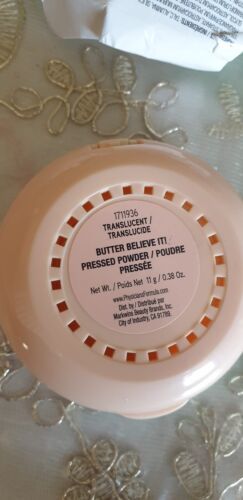 1711936
TRANSLUCENT /
TRANSLUCIDE
BUTTER BELIEVE IT!
PRESSED POWDER / POUDRE
PRESSÉE
Net Wt. / Poids Net 11 g / 0.38 Oz.
www.PhysiciansFormula.com
Dist. by / Distribué par
Markwins Beauty Brands, Inc.
City of Industry, CA 91789.